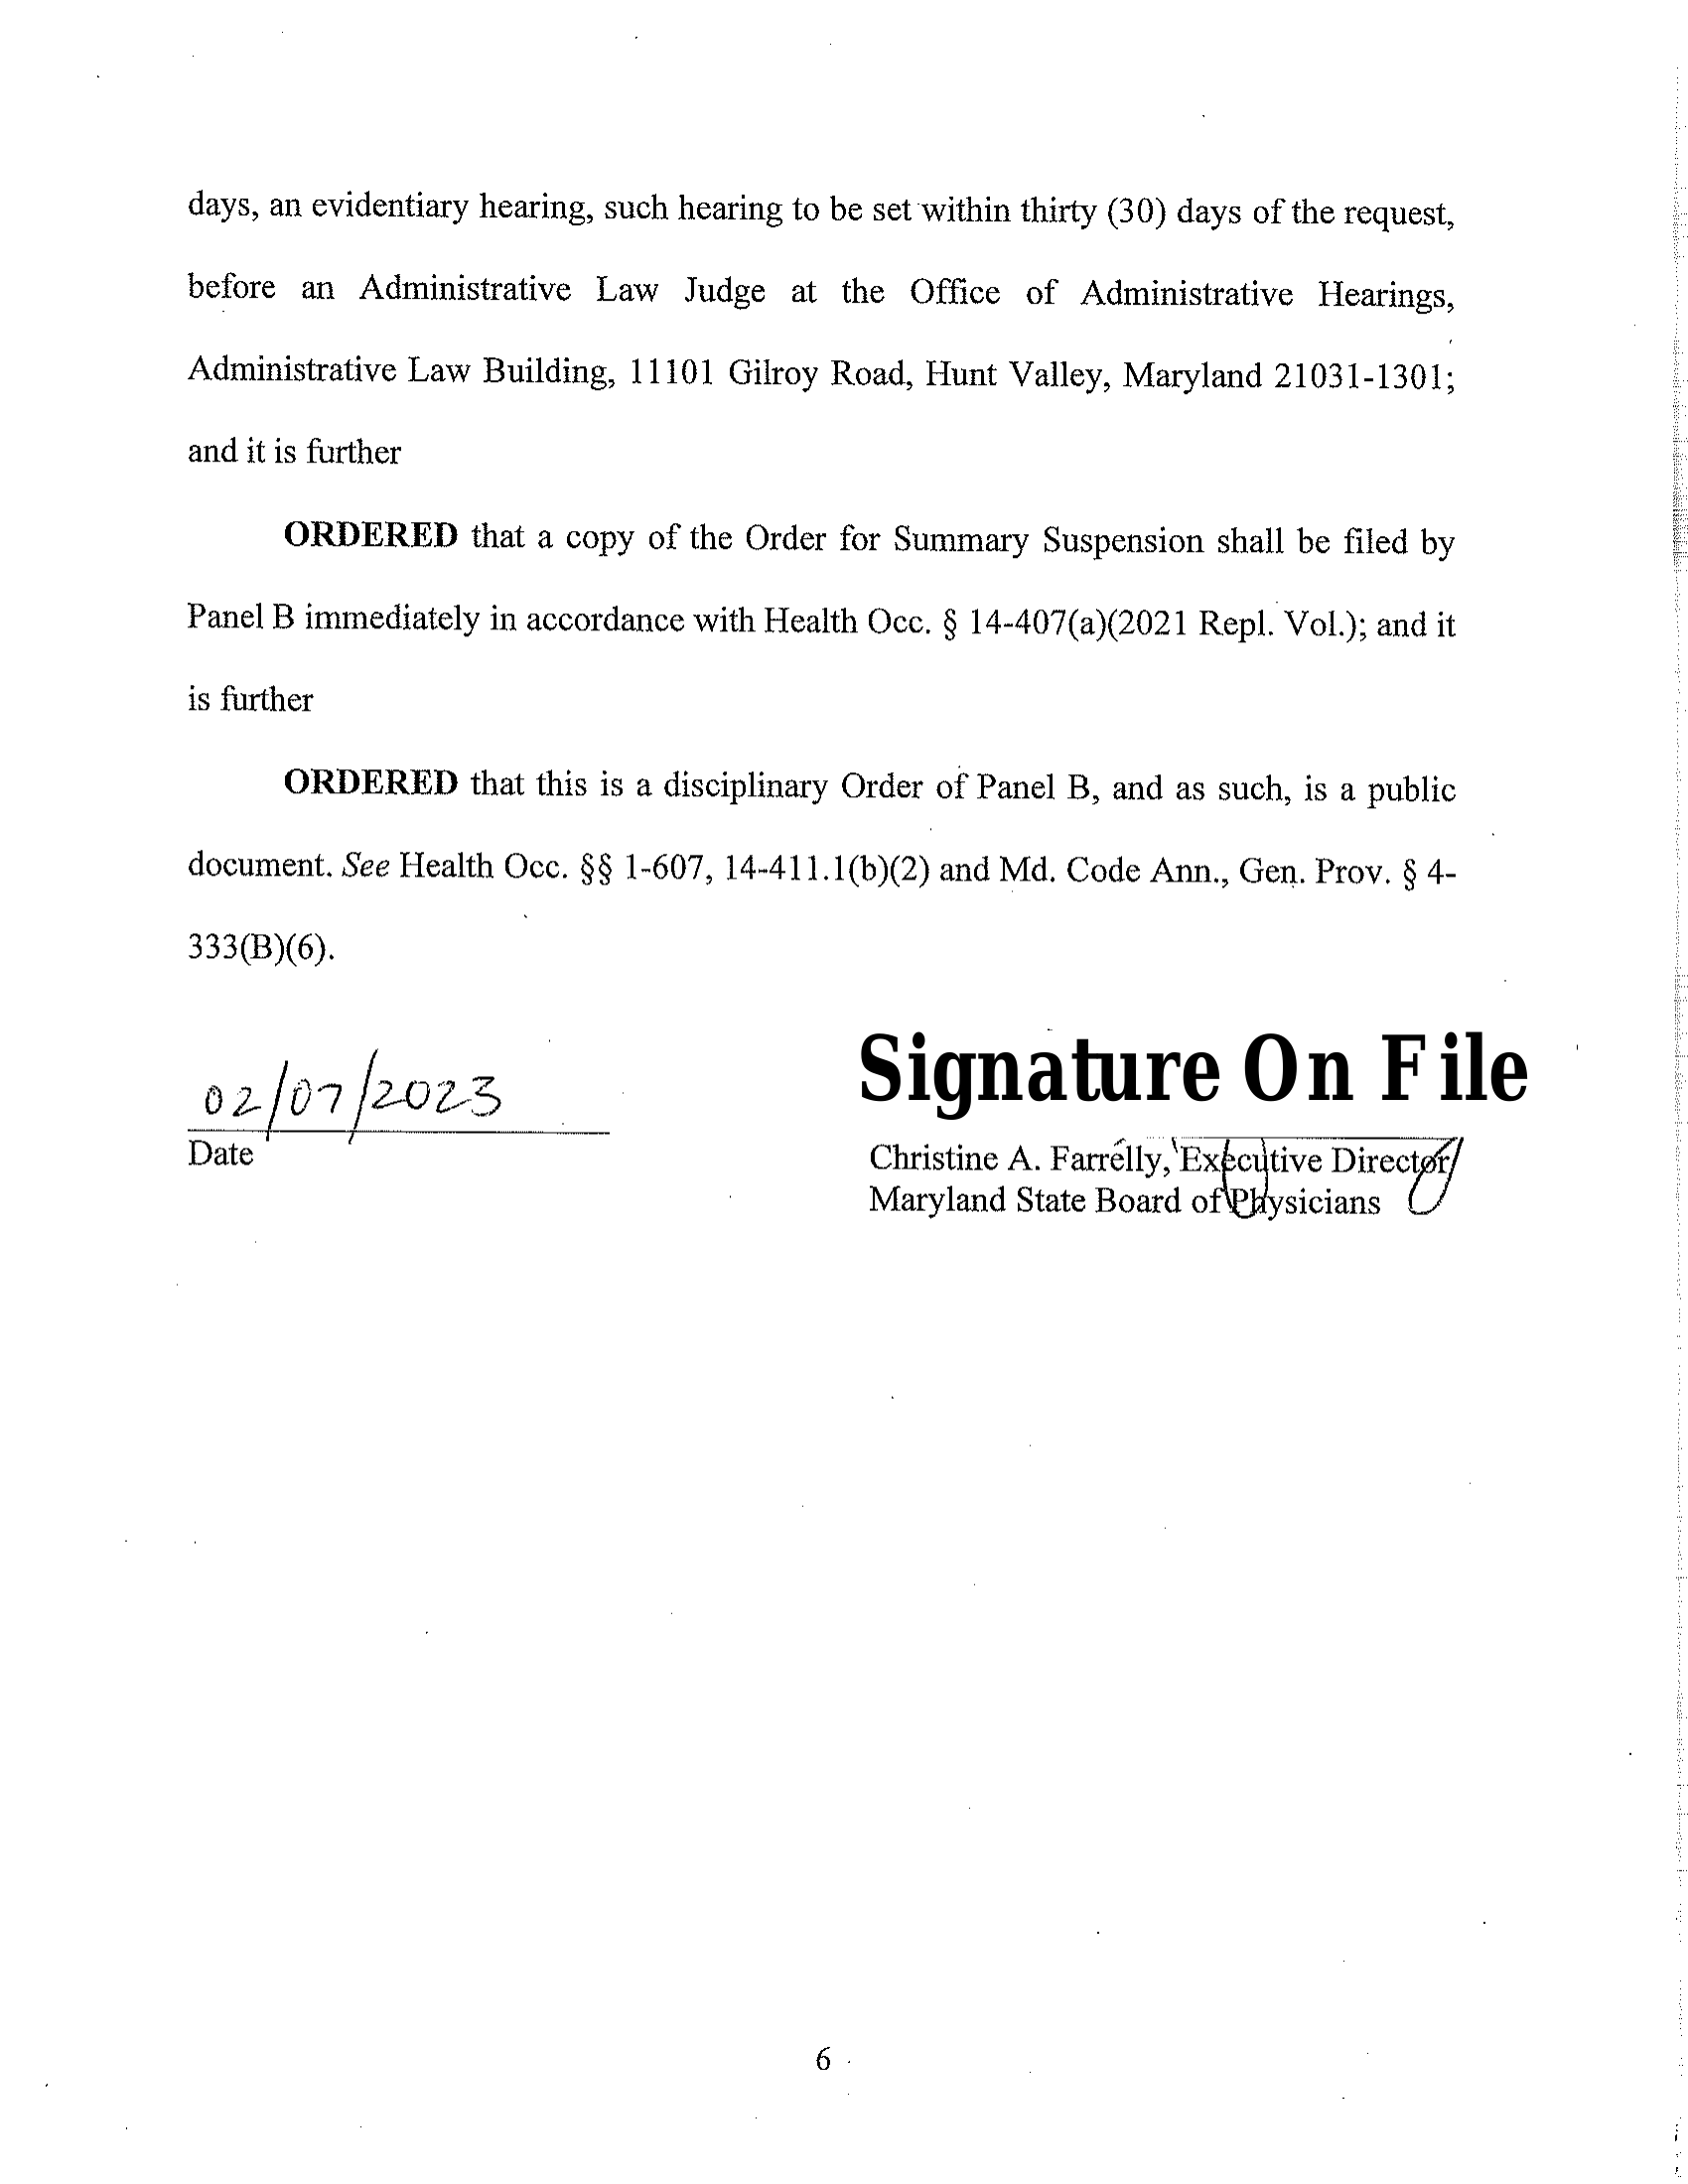 days, an evidentiary hearing, such hearing to be set within thirty (30) days of the request,
before an Administrative Law Judge at the Office of Administrative Hearings,
Administrative Law Building, 11101 Gilroy Road, Hunt Valley, Maryland 21031-1301;
and it is further
ORDERED that a copy of the Order for Summary Suspension shall be filed by
Panel B immediately in accordance with Health Occ. § 14-407(a)(2021 Repl. Vol.); and it
is further
ORDERED that this is a disciplinary Order of Panel B, and as such, is a public
document. See Health Occ. §§ 1-607, 14-411.1(b)(2) and Md. Code Ann., Gen. Prov. § 4-
333(B)(6).
02/07/2023
Date
Signature On File
Christine A. Farrelly, Executive Director
Maryland State Board of Physicians
6